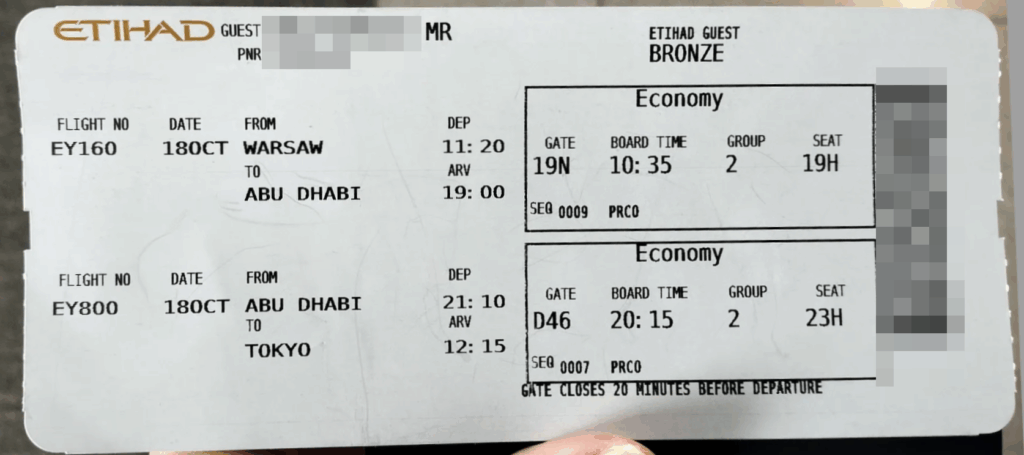 ETIHAD GUEST MR
PNR
ETIHAD GUEST
BRONZE
FLIGHT NO DATE FROM DEP
EY160 18OCT WARSAW 11:20
TO ARV
ABU DHABI 19:00
Economy
GATE BOARD TIME GROUP SEAT
19N 10:35 2 19H
SEQ 0009 PRCO
FLIGHT NO DATE FROM DEP
EY800 18OCT ABU DHABI 21:10
TO ARV
TOKYO 12:15
Economy
GATE BOARD TIME GROUP SEAT
D46 20:15 2 23H
SEQ 0007 PRCO
GATE CLOSES 20 MINUTES BEFORE DEPARTURE